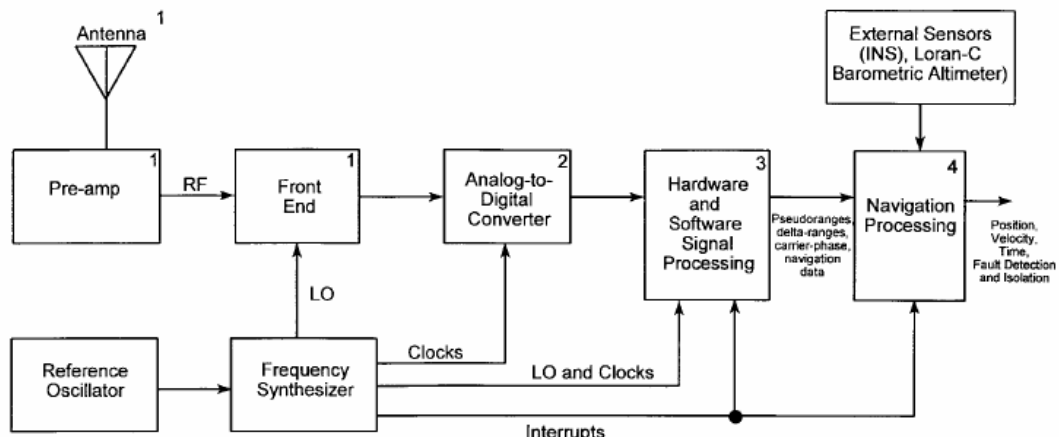 1
Antenna
External Sensors
(INS), Loran-C
Barometric Altimeter)
1
Pre-amp
RF
1
Front
End
2
Analog-to-
Digital
Converter
3
Hardware
and
Software
Signal
Processing
Pseudoranges,
delta-ranges,
carrier-phase,
navigation
data
4
Navigation
Processing
Position,
Velocity,
Time,
Fault Detection
and Isolation
LO
Reference
Oscillator
Frequency
Synthesizer
Clocks
LO and Clocks
Interrupts